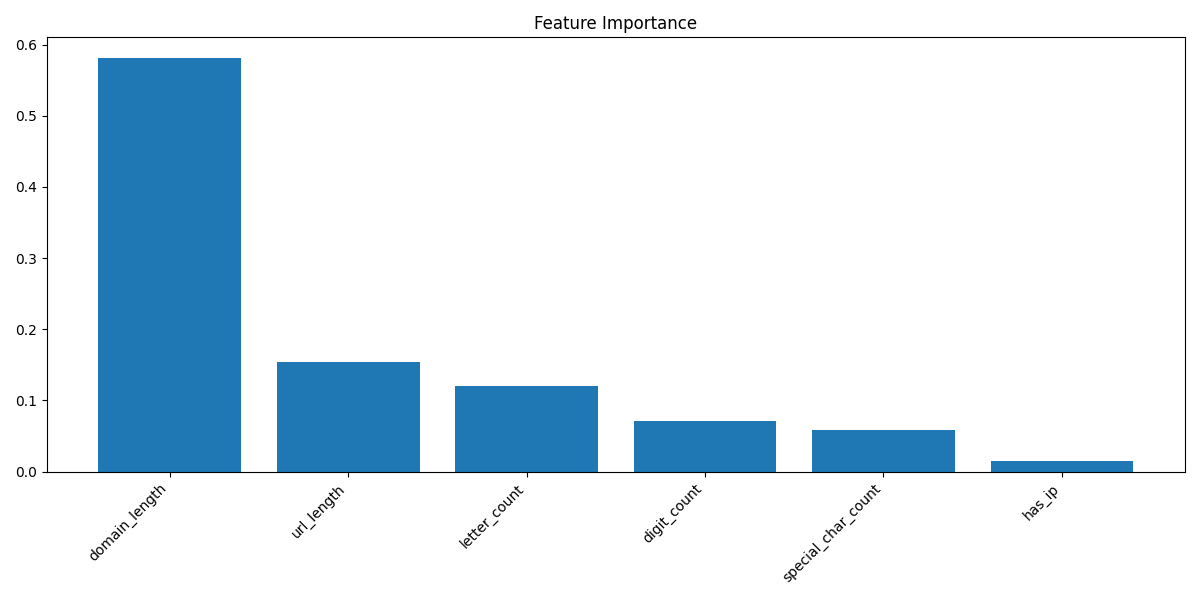 Feature Importance
0.6
0.5
0.4
0.3
0.2
0.1
0.0
domain_length
url_length
letter_count
digit_count
special_char_count
has_ip